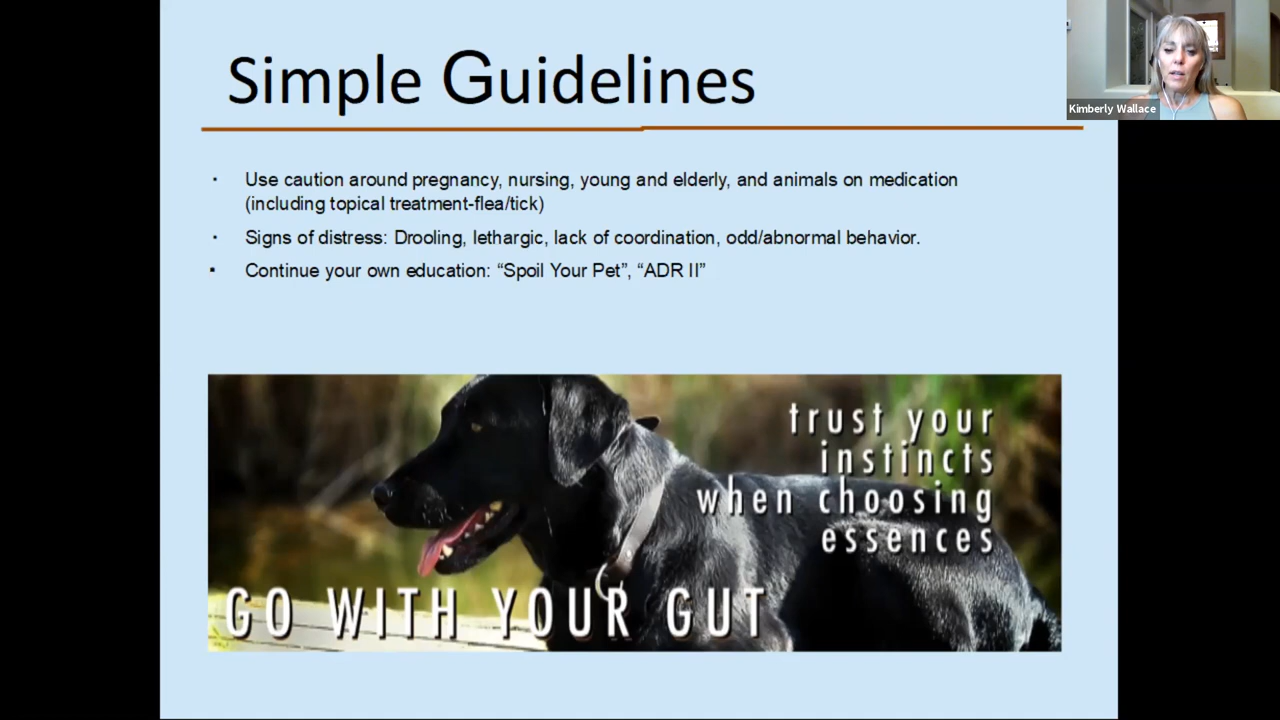 Simple Guidelines
Kimberly Wallace
· Use caution around pregnancy, nursing, young and elderly, and animals on medication
(including topical treatment-flea/tick)
· Signs of distress: Drooling, lethargic, lack of coordination, odd/abnormal behavior.
· Continue your own education: “Spoil Your Pet”, “ADR II”
trust your
instincts
when choosing
essences
GO WITH YOUR GUT